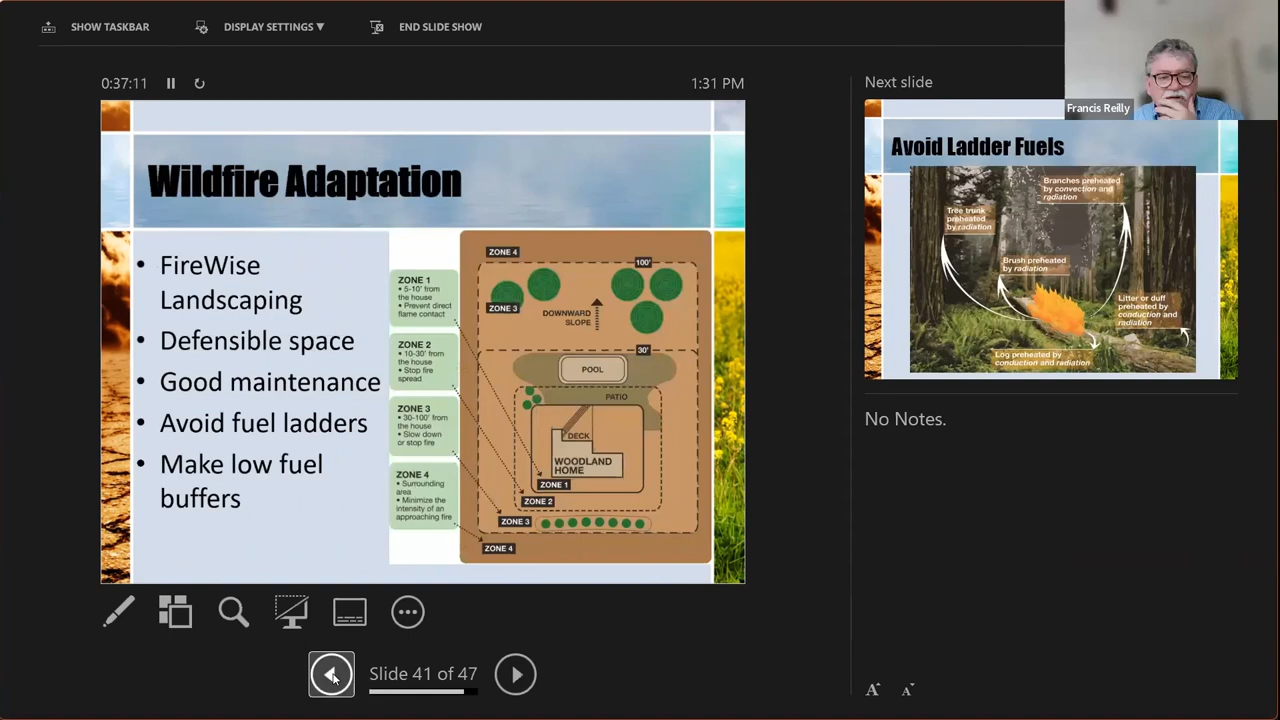 SHOW TASKBAR
DISPLAY SETTINGS ▼
END SLIDE SHOW
0:37:11
1:31 PM
Wildfire Adaptation
• FireWise
Landscaping
• Defensible space
• Good maintenance
• Avoid fuel ladders
• Make low fuel
buffers
ZONE 1
• 5-10' from
the house
• Prevent direct
flame contact
ZONE 2
• 10-30' from
the house
• Stop fire
spread
ZONE 3
• 30-100' from
the house
• Slow down
or stop fire
ZONE 4
• Surrounding
area
• Minimize the
intensity of an
approaching fire
ZONE 4
100'
ZONE 3
DOWNWARD
SLOPE
30'
POOL
PATIO
DECK
WOODLAND
HOME
ZONE 1
ZONE 2
ZONE 3
ZONE 4
Slide 41 of 47
Next slide
Francis Reilly
Avoid Ladder Fuels
Branches preheated
by convection and
radiation
Tree trunk
preheated
by radiation
Brush preheated
by radiation
Litter or duff
preheated by
conduction and
radiation
Log preheated by
conduction and radiation
No Notes.
A
A